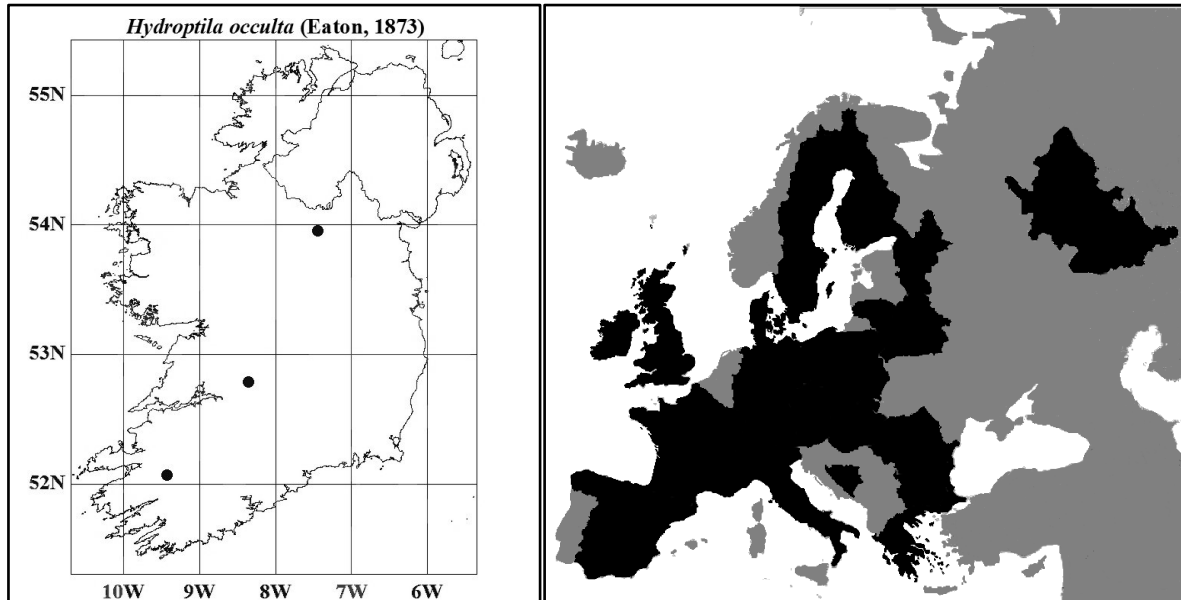 Hydroptila occulta (Eaton, 1873)
55N
54N
53N
52N
10W 9W 8W 7W 6W